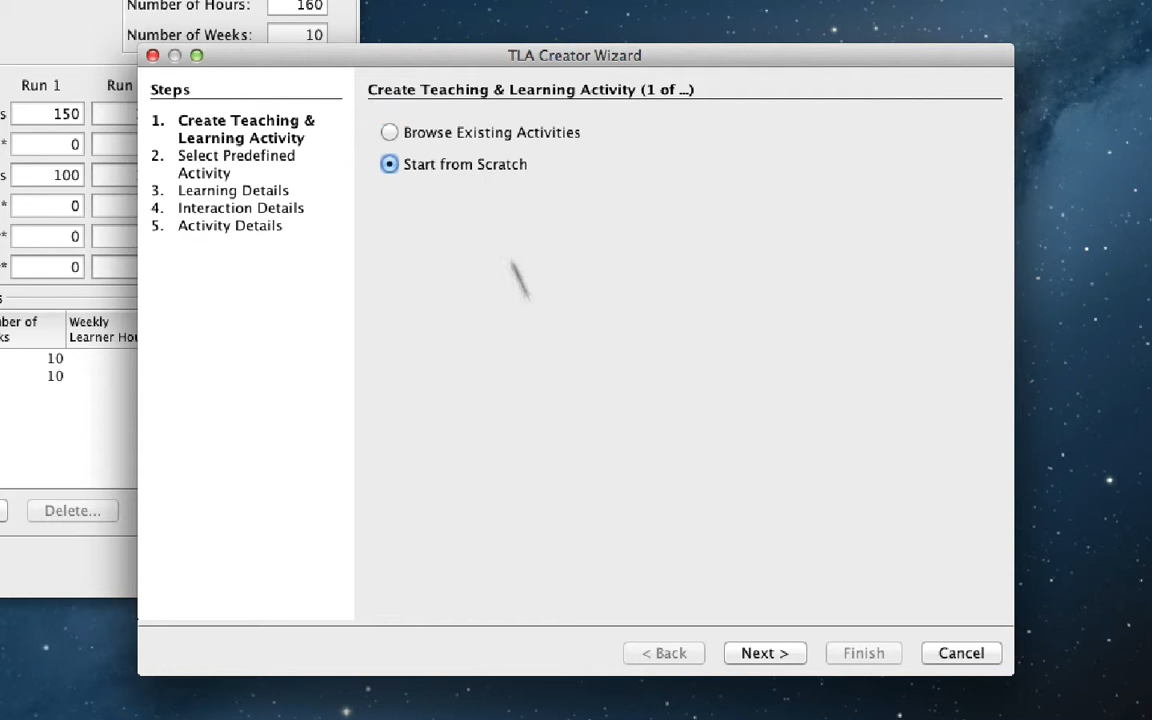 Number of Hours: 160
Number of Weeks: 10
TLA Creator Wizard
Run 1 Run
150
0
100
0
0
0
Weekly
Learner Hou
10
10
Delete...
Steps
1. Create Teaching &
Learning Activity
2. Select Predefined
Activity
3. Learning Details
4. Interaction Details
5. Activity Details
Create Teaching & Learning Activity (1 of ...)
Browse Existing Activities
Start from Scratch
< Back Next > Finish Cancel